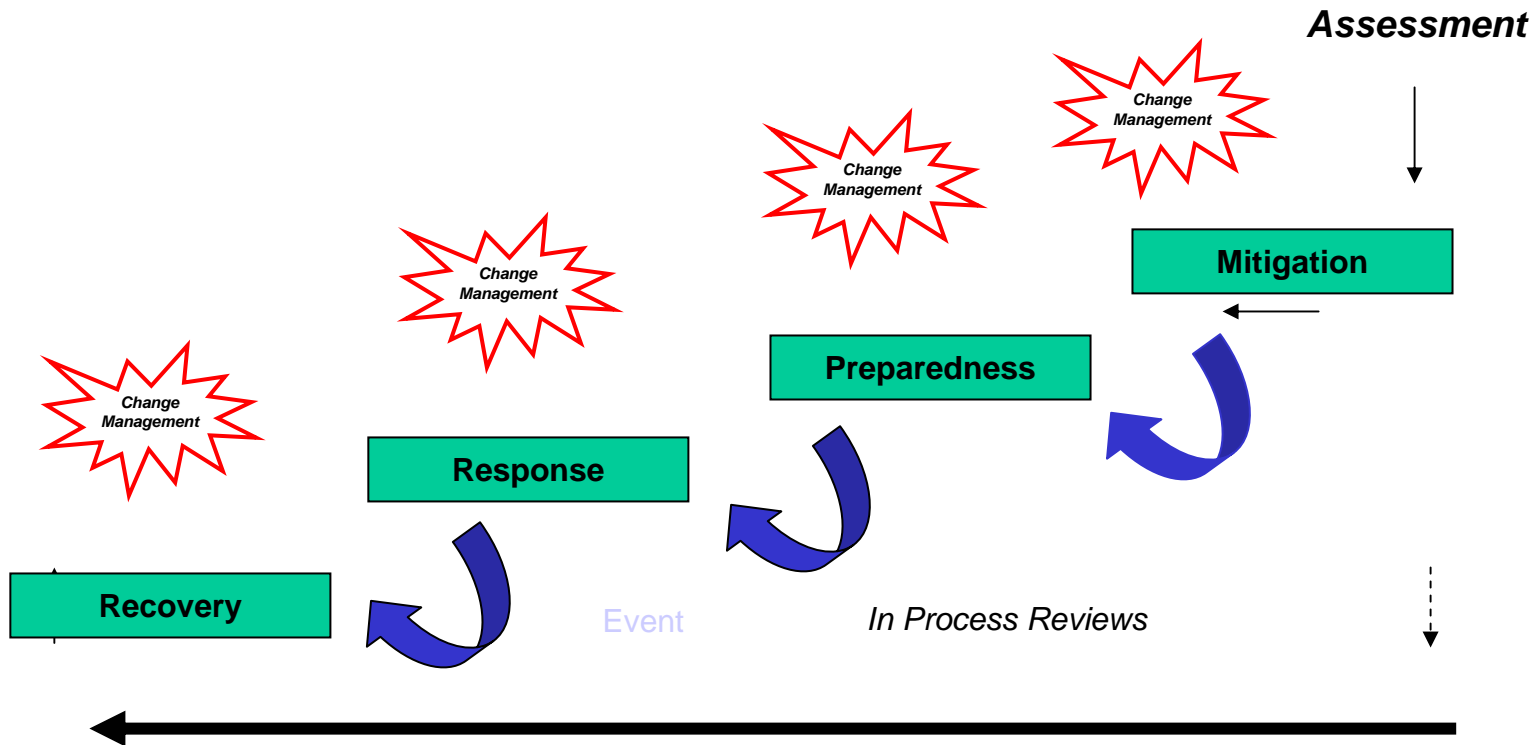 Assessment
Change
Management
Change
Management
Mitigation
Change
Management
Preparedness
Change
Management
Response
Recovery
Event
In Process Reviews